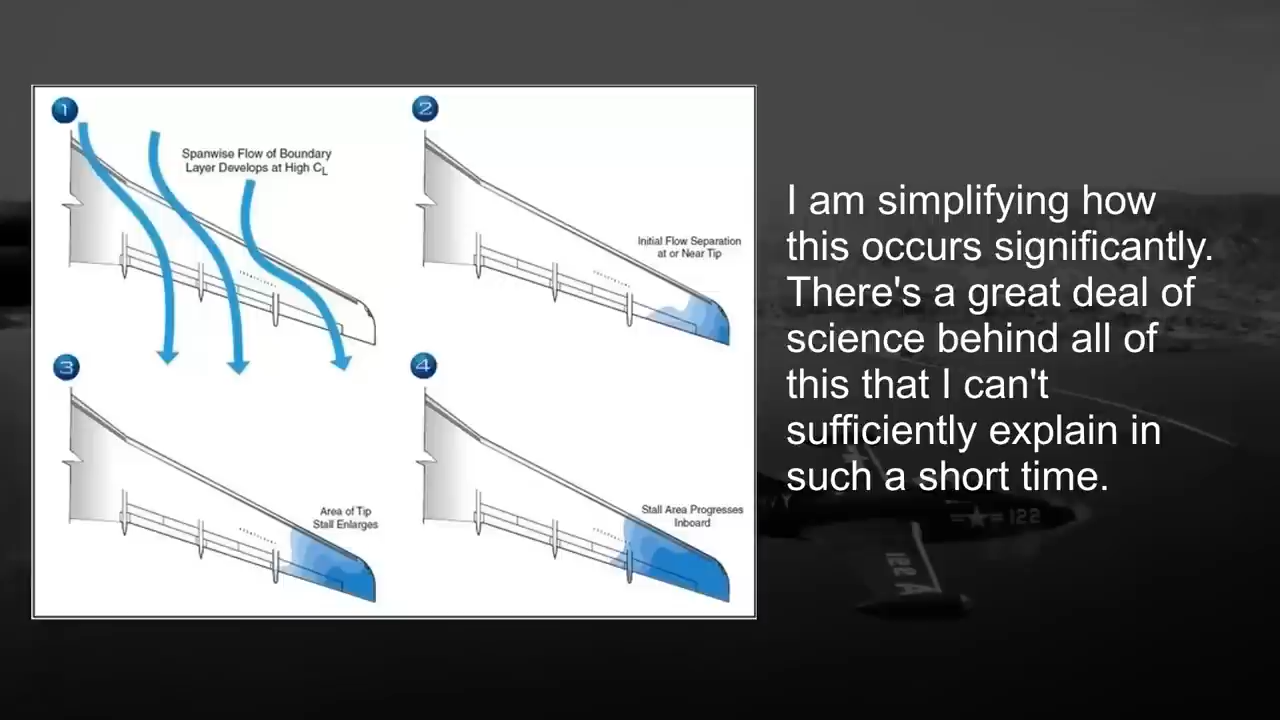 1
Spanwise Flow of Boundary
Layer Develops at High CL
2
Initial Flow Separation
at or Near Tip
3
Area of Tip
Stall Enlarges
4
Stall Area Progresses
Inboard
I am simplifying how
this occurs significantly.
There's a great deal of
science behind all of
this that I can't
sufficiently explain in
such a short time.
122
122 A